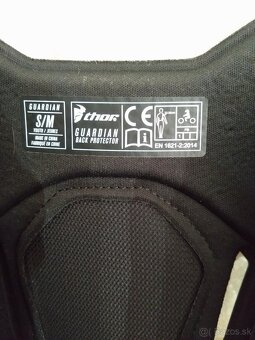 GUARDIAN
S/M
YOUTH / JEUNES
MADE IN CHINA
FABRIQUÉ EN CHINE
thor
GUARDIAN
BACK PROTECTOR
CE
EN 1621-2:2014